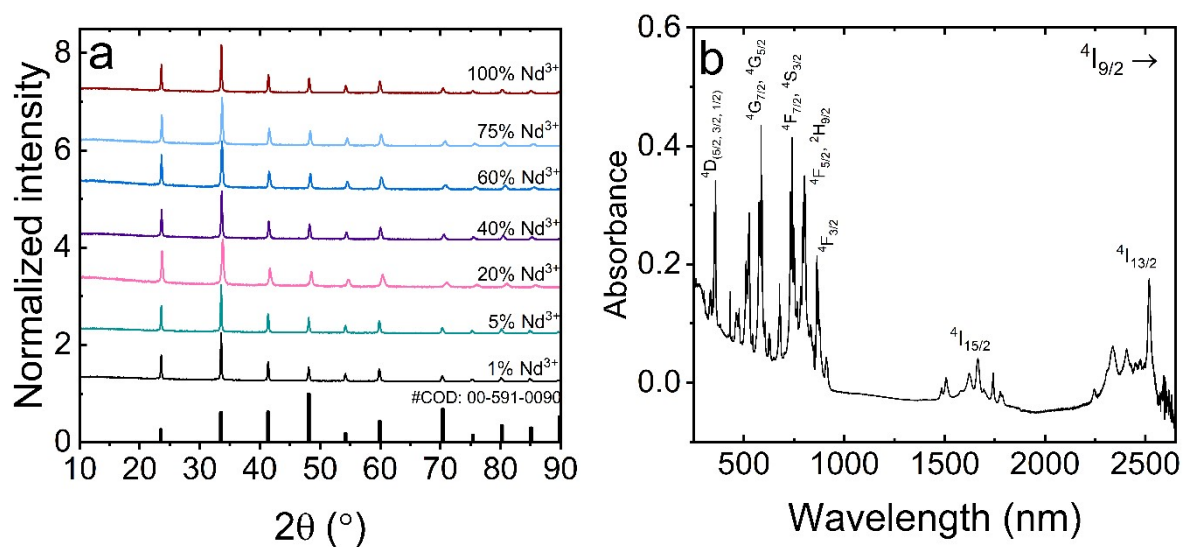 a
Normalized intensity
8
6
4
2
0
100% Nd³⁺
75% Nd³⁺
60% Nd³⁺
40% Nd³⁺
20% Nd³⁺
5% Nd³⁺
1% Nd³⁺
#COD: 00-591-0090
10 20 30 40 50 60 70 80 90
2θ (°)
b
Absorbance
0.6
0.4
0.2
0.0
⁴I₉/₂ →
⁴D₍₅/₂, ₃/₂, ₁/₂₎
⁴G₇/₂, ⁴G₅/₂
⁴F₇/₂, ⁴S₃/₂
⁴F₅/₂, ²H₉/₂
⁴F₃/₂
⁴I₁₅/₂
⁴I₁₃/₂
500 1000 1500 2000 2500
Wavelength (nm)